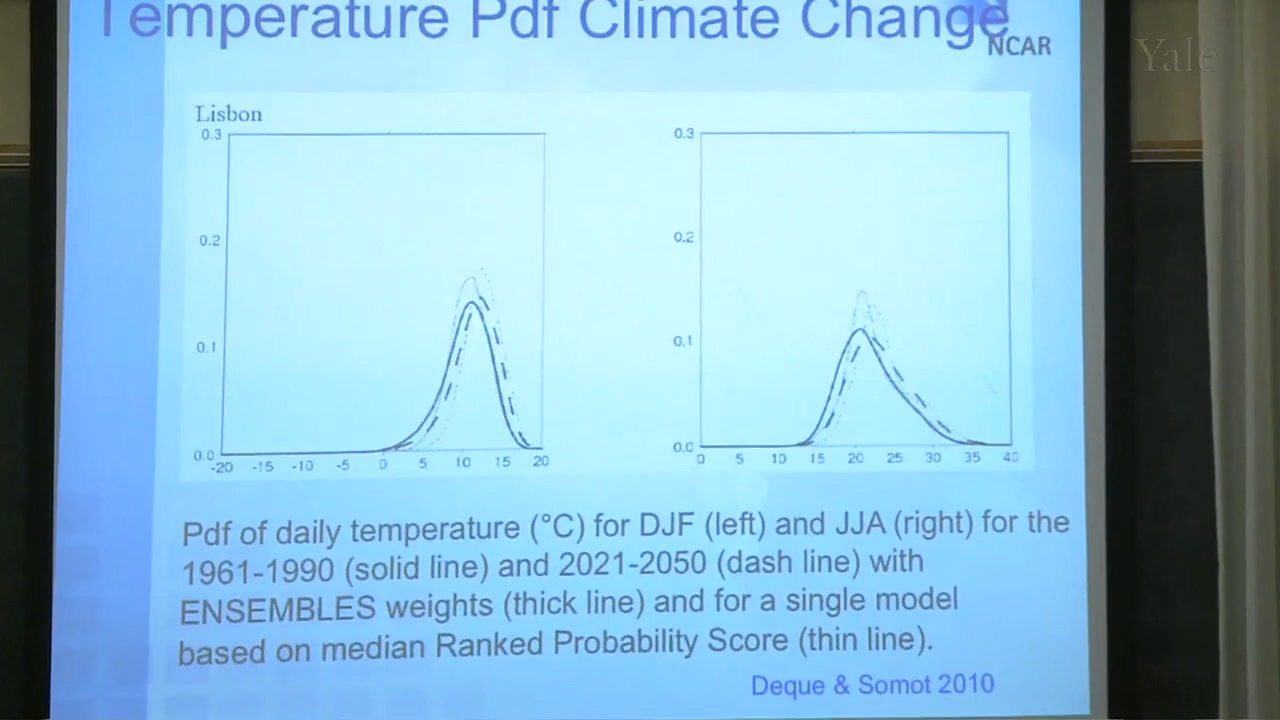 Temperature Pdf Climate Change
NCAR
Yale
Lisbon
0.3
0.2
0.1
0.0
-20 -15 -10 -5 0 5 10 15 20
0.3
0.2
0.1
0.0
0 5 10 15 20 25 30 35 40
Pdf of daily temperature (°C) for DJF (left) and JJA (right) for the
1961-1990 (solid line) and 2021-2050 (dash line) with
ENSEMBLES weights (thick line) and for a single model
based on median Ranked Probability Score (thin line).
Deque & Somot 2010